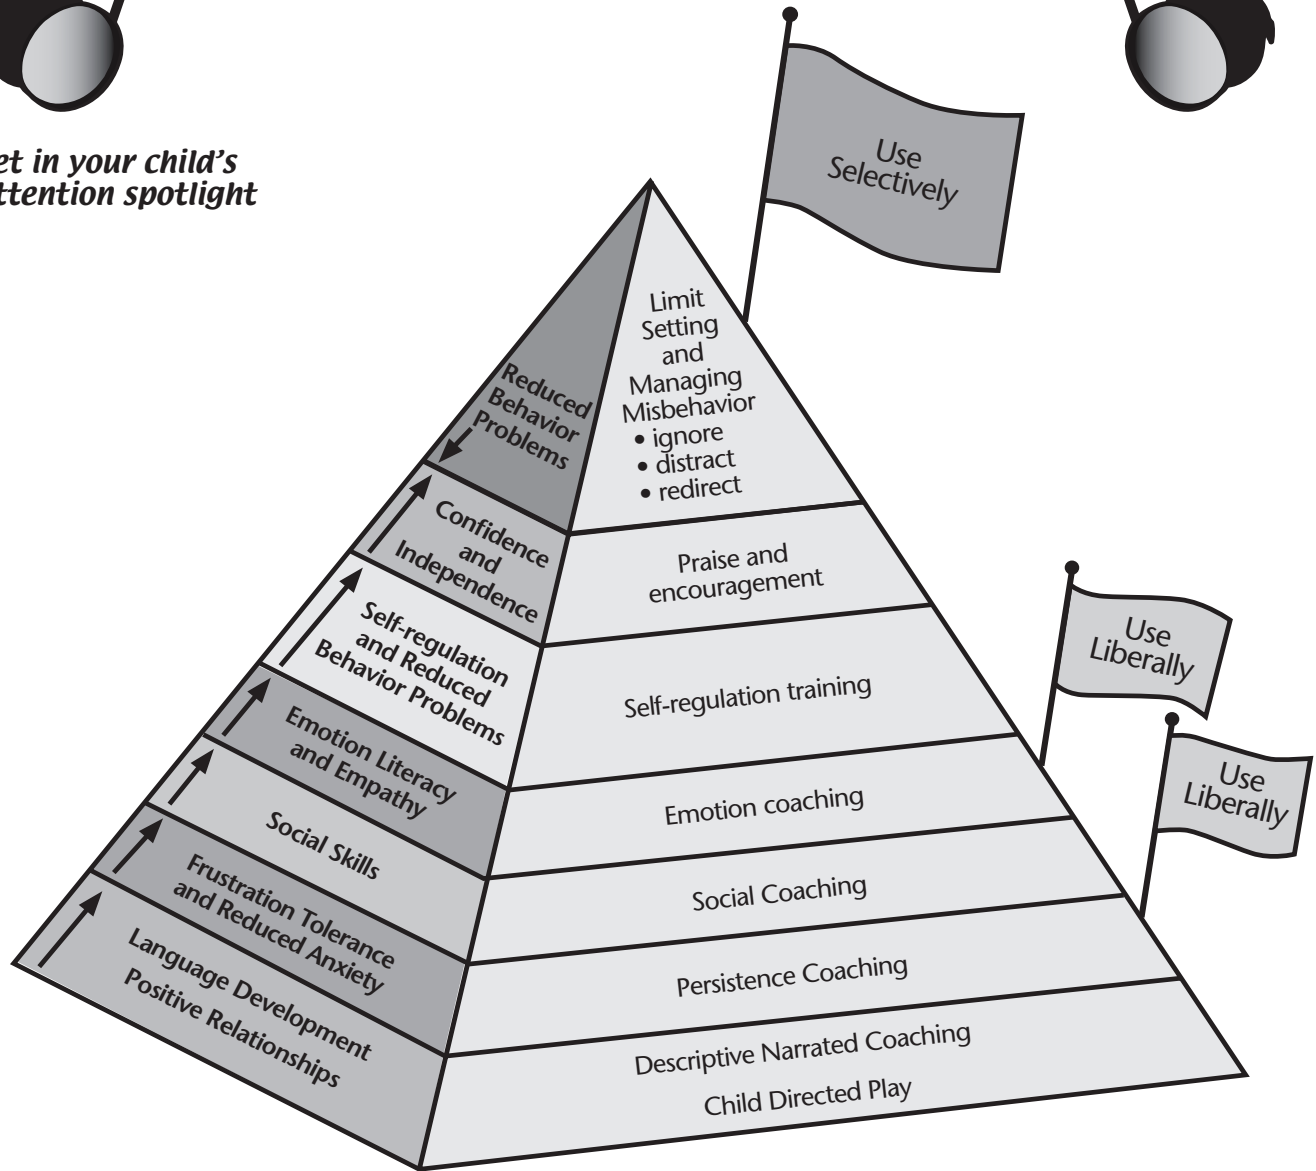 et in your child's
ttention spotlight
Use
Selectively
Limit
Setting
and
Managing
Misbehavior
• ignore
• distract
• redirect
Reduced
Behavior
Problems
Confidence
and
Independence
Praise and
encouragement
Self-regulation
and Reduced
Behavior Problems
Self-regulation training
Use
Liberally
Use
Liberally
Emotion Literacy
and Empathy
Emotion coaching
Social Skills
Social Coaching
Frustration Tolerance
and Reduced Anxiety
Persistence Coaching
Language Development
Positive Relationships
Descriptive Narrated Coaching
Child Directed Play